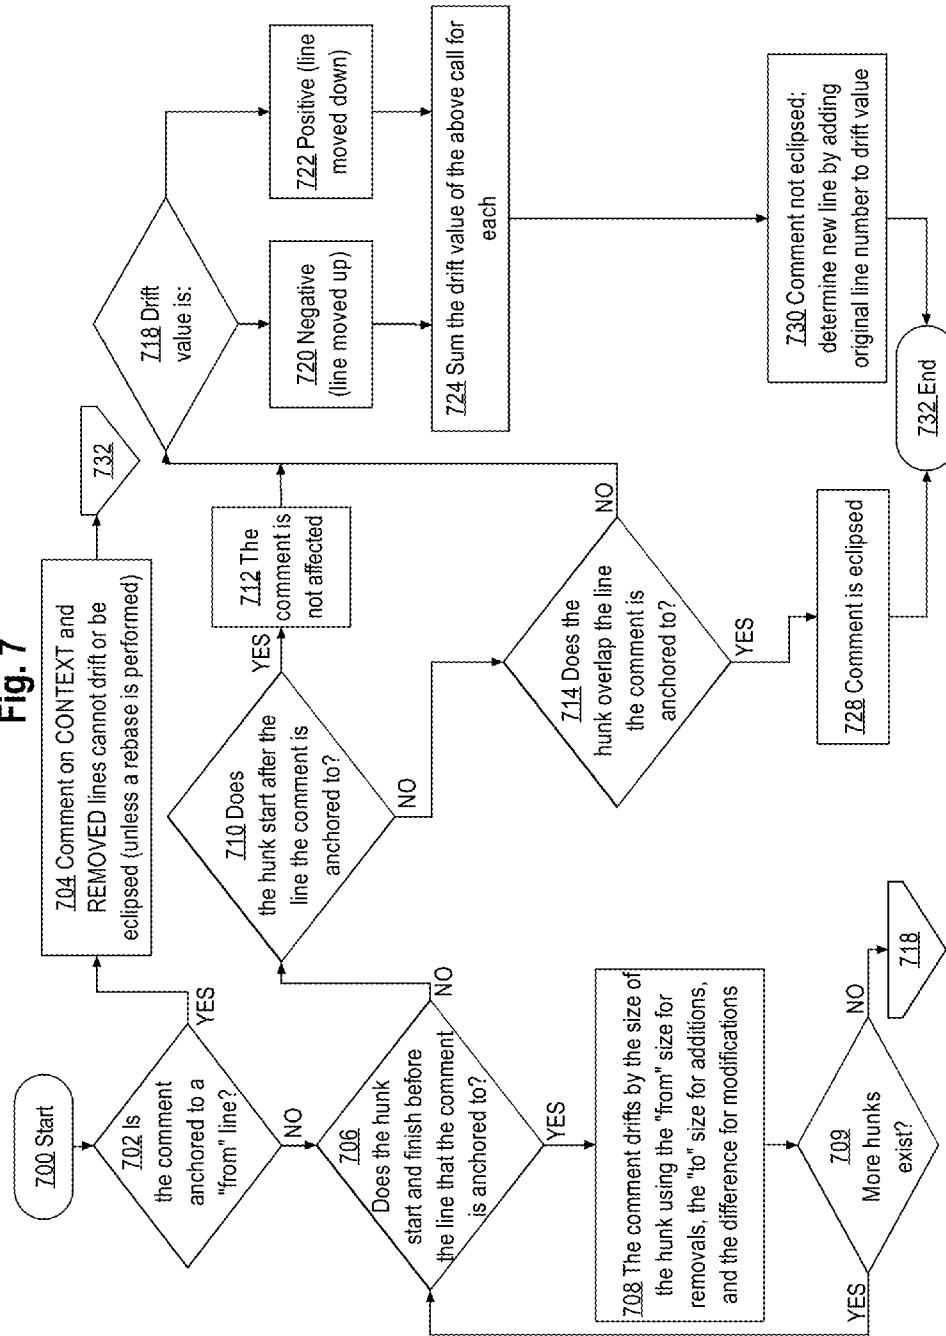 Fig. 7
700 Start
702 Is
the comment
anchored to a
"from" line?
YES
NO
704 Comment on CONTEXT and
REMOVED lines cannot drift or be
eclipsed (unless a rebase is performed)
732
706
Does the hunk
start and finish before
the line that the comment
is anchored to?
NO
YES
708 The comment drifts by the size of
the hunk using the "from" size for
removals, the "to" size for additions,
and the difference for modifications
709
More hunks
exist?
YES
NO
718
710 Does
the hunk start after the
line the comment is
anchored to?
YES
NO
712 The
comment is
not affected
714 Does the
hunk overlap the line
the comment is
anchored to?
NO
YES
728 Comment is eclipsed
718 Drift
value is:
720 Negative
(line moved up)
722 Positive (line
moved down)
724 Sum the drift value of the above call for
each
730 Comment not eclipsed;
determine new line by adding
original line number to drift value
732 End